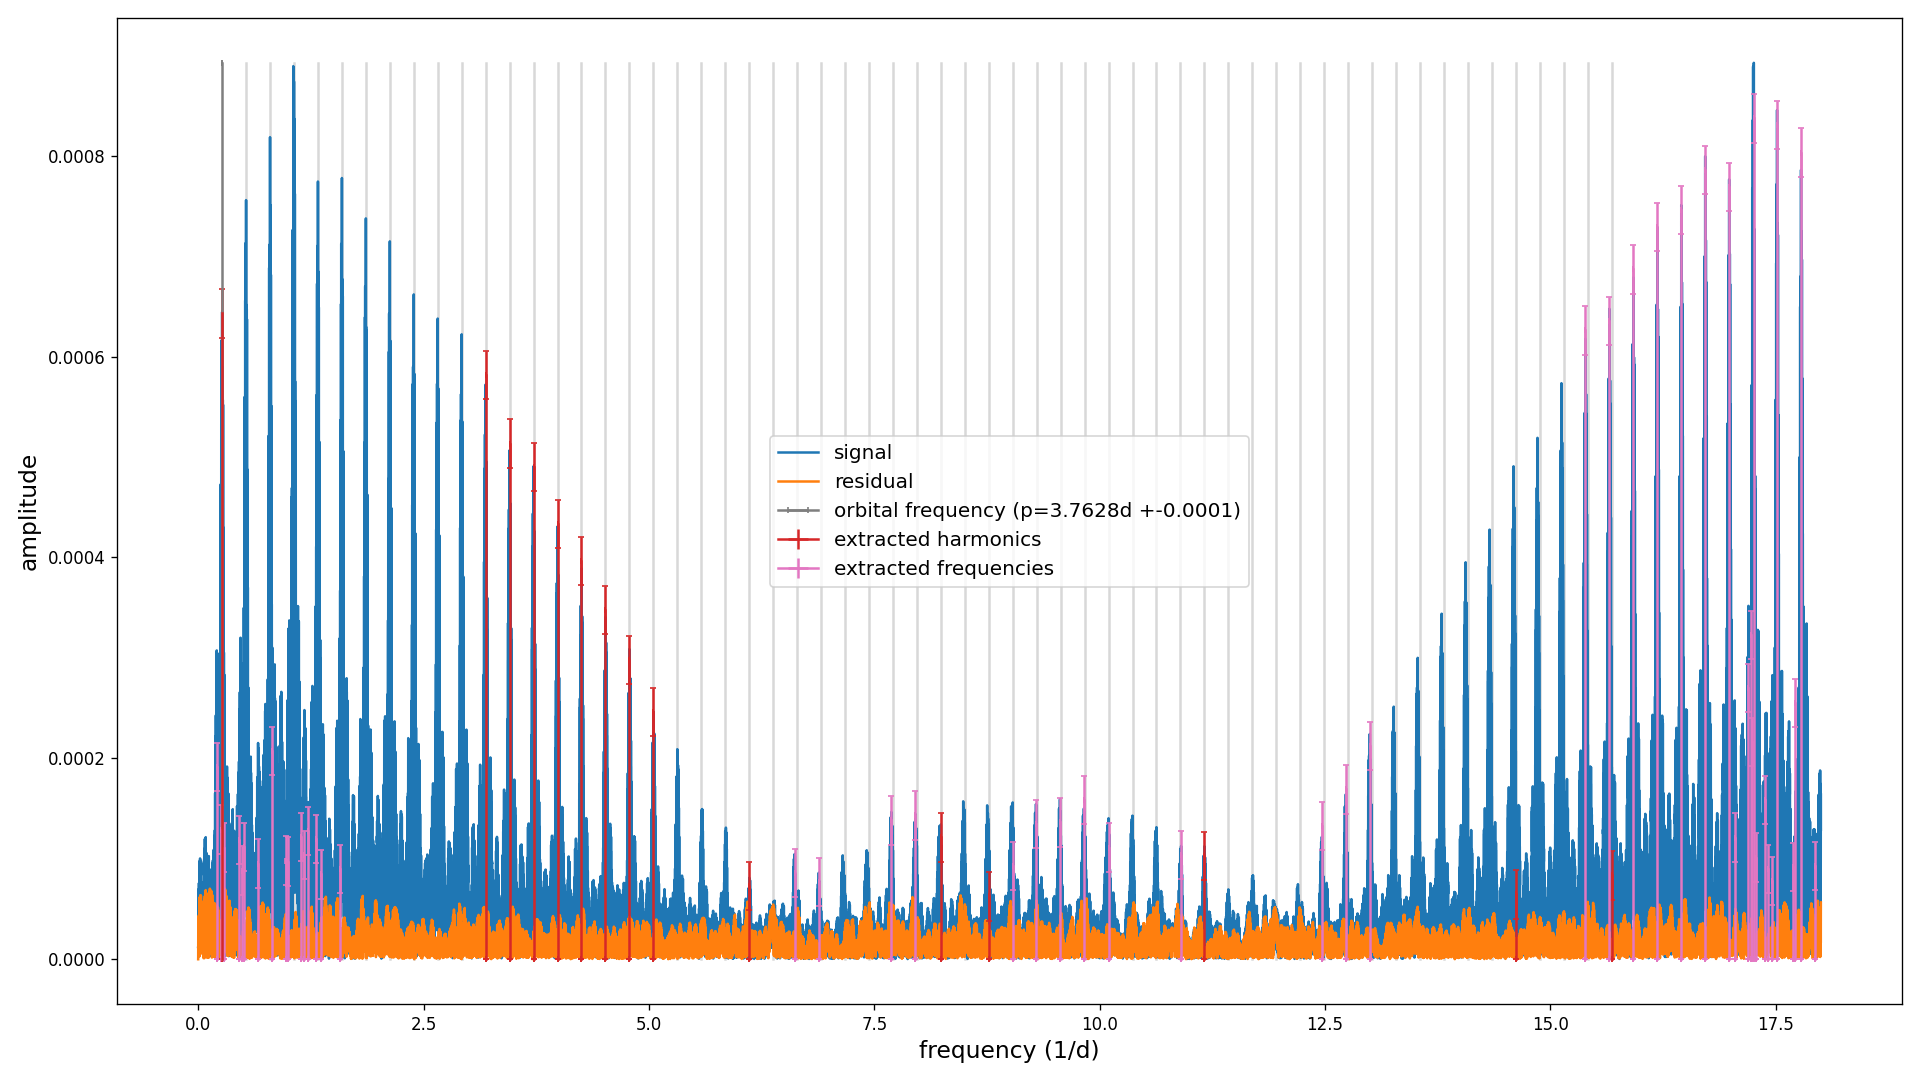 amplitude
0.0008
0.0006
0.0004
0.0002
0.0000
signal
residual
orbital frequency (p=3.7628d +-0.0001)
extracted harmonics
extracted frequencies
0.0 2.5 5.0 7.5 10.0 12.5 15.0 17.5
frequency (1/d)